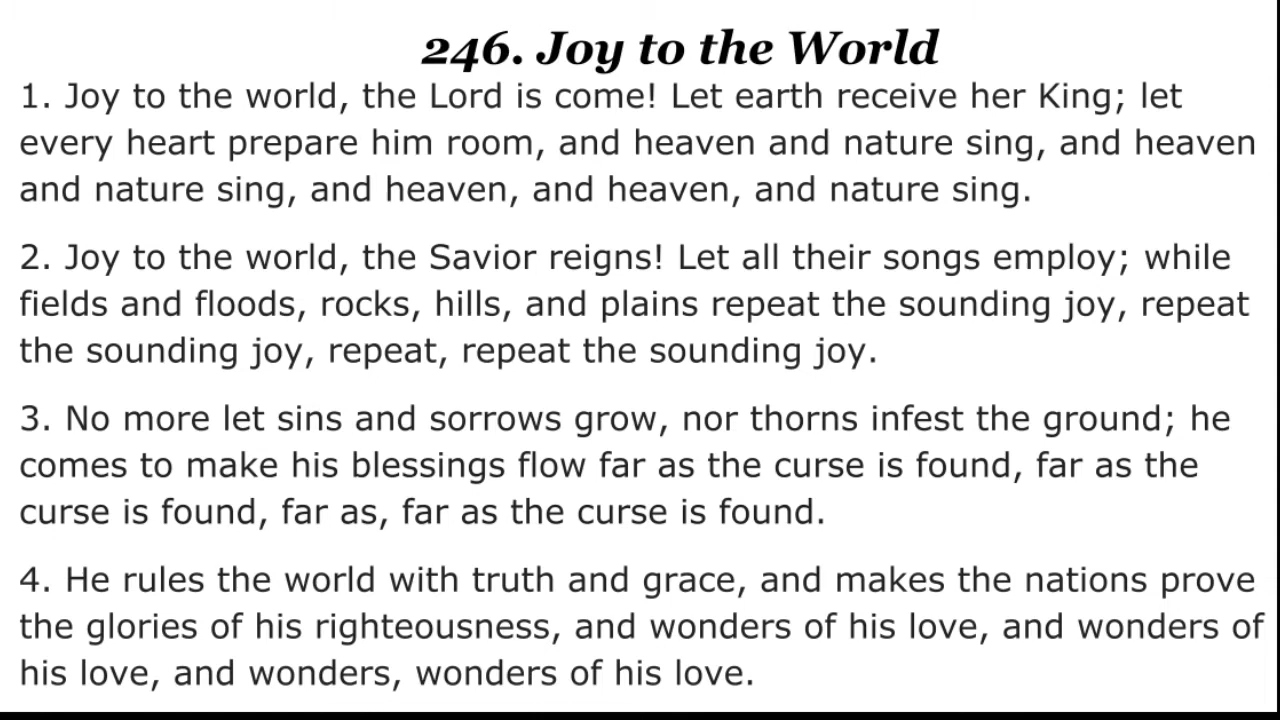 246. Joy to the World
1. Joy to the world, the Lord is come! Let earth receive her King; let
every heart prepare him room, and heaven and nature sing, and heaven
and nature sing, and heaven, and heaven, and nature sing.
2. Joy to the world, the Savior reigns! Let all their songs employ; while
fields and floods, rocks, hills, and plains repeat the sounding joy, repeat
the sounding joy, repeat, repeat the sounding joy.
3. No more let sins and sorrows grow, nor thorns infest the ground; he
comes to make his blessings flow far as the curse is found, far as the
curse is found, far as, far as the curse is found.
4. He rules the world with truth and grace, and makes the nations prove
the glories of his righteousness, and wonders of his love, and wonders of
his love, and wonders, wonders of his love.